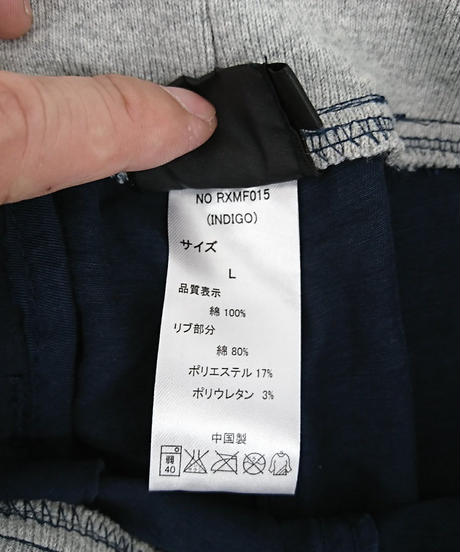 NO RXMF015
(INDIGO)
サイズ
L
品質表示
綿 100%
リブ部分
綿 80%
ポリエステル 17%
ポリウレタン 3%
中国製
弱
40